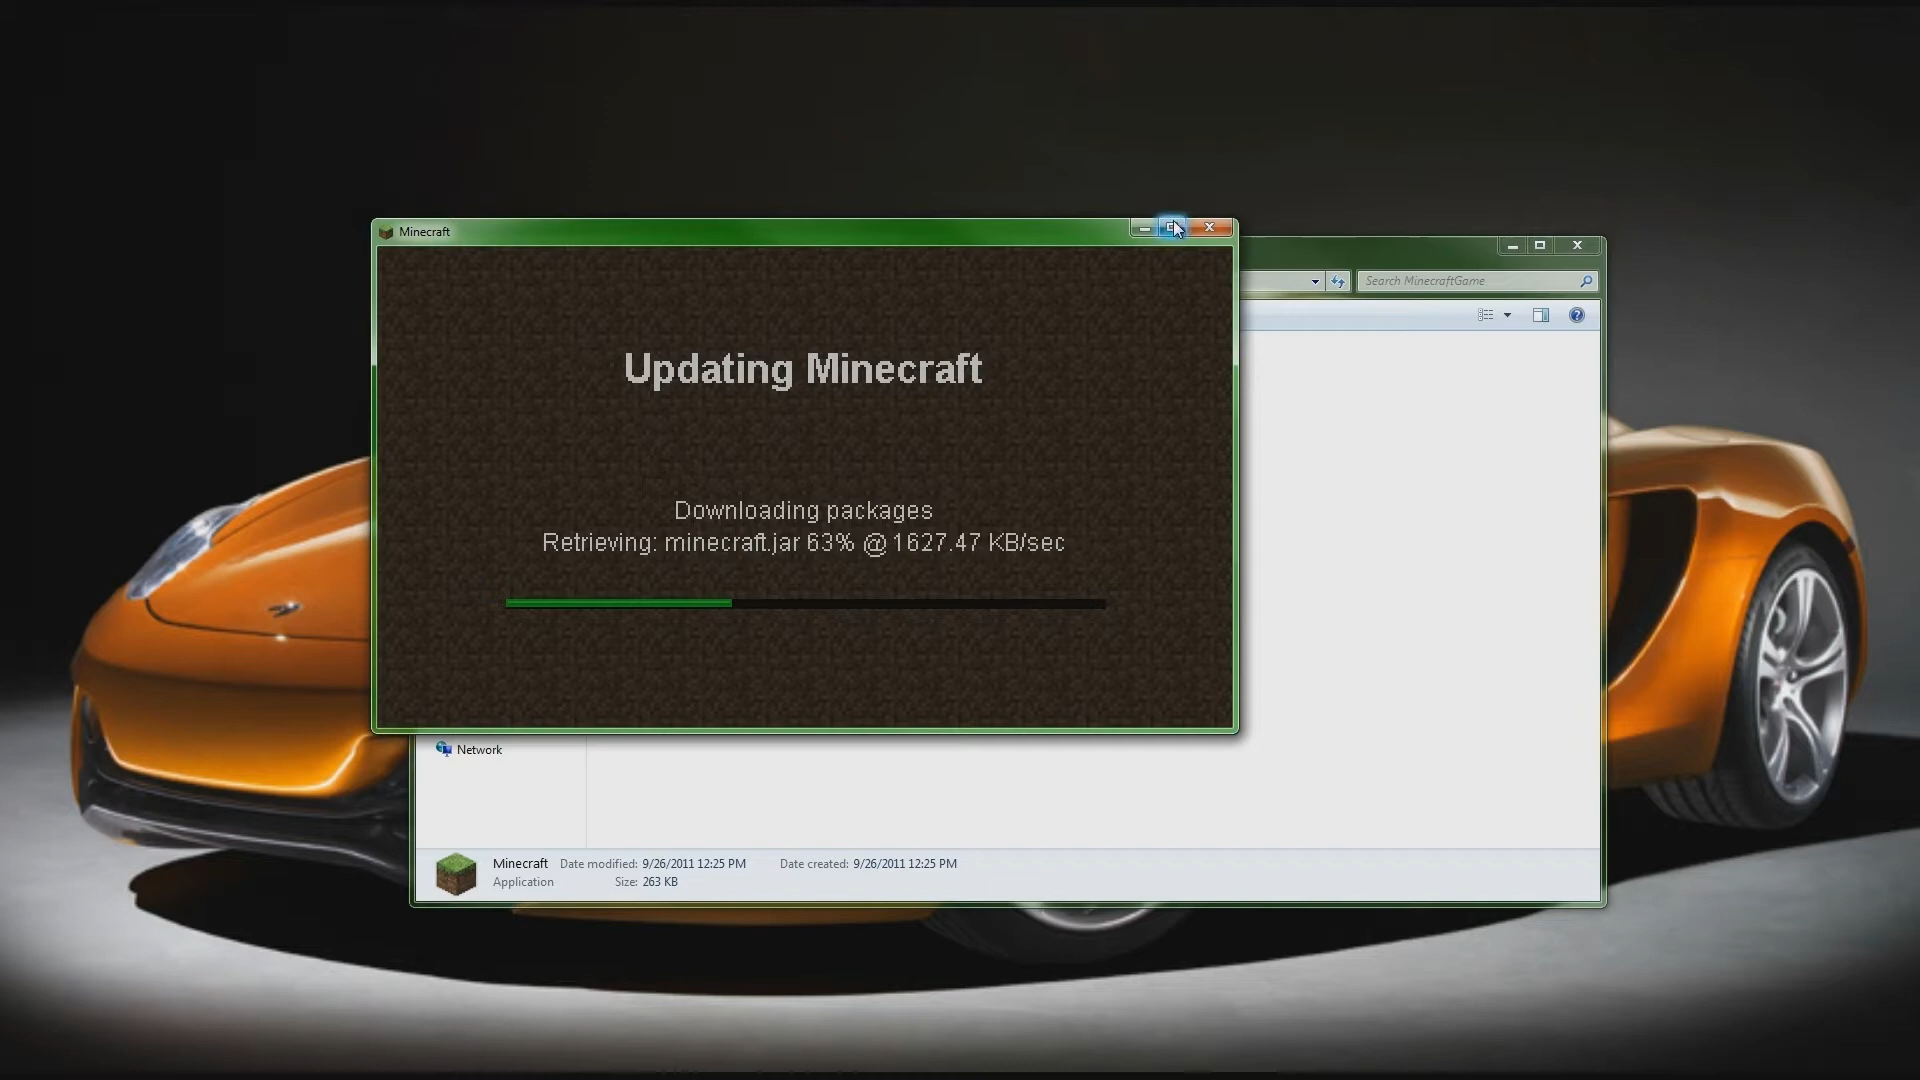 Minecraft
Search MinecraftGame
Updating Minecraft
Downloading packages
Retrieving: minecraft.jar 63% @ 1627.47 KB/sec
Network
Minecraft Date modified: 9/26/2011 12:25 PM Date created: 9/26/2011 12:25 PM
Application Size: 263 KB